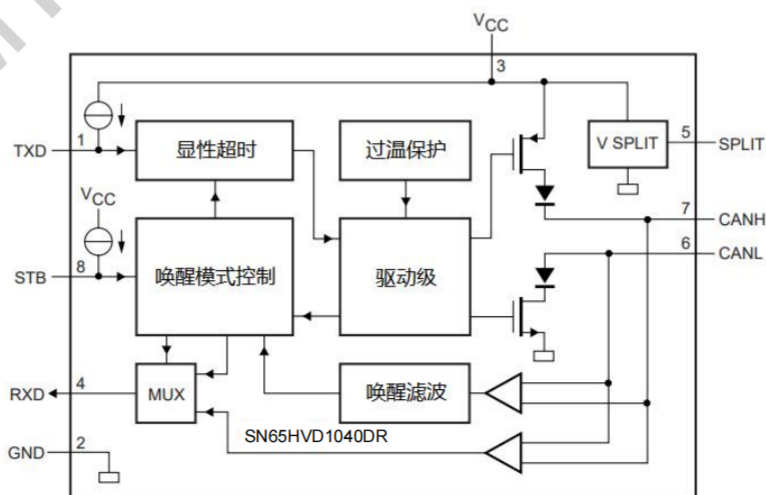 VCC
3
TXD
1
显性超时
过温保护
V SPLIT
5
SPLIT
VCC
7
CANH
6
CANL
STB
8
唤醒模式控制
驱动级
RXD
4
MUX
唤醒滤波
SN65HVD1040DR
GND
2